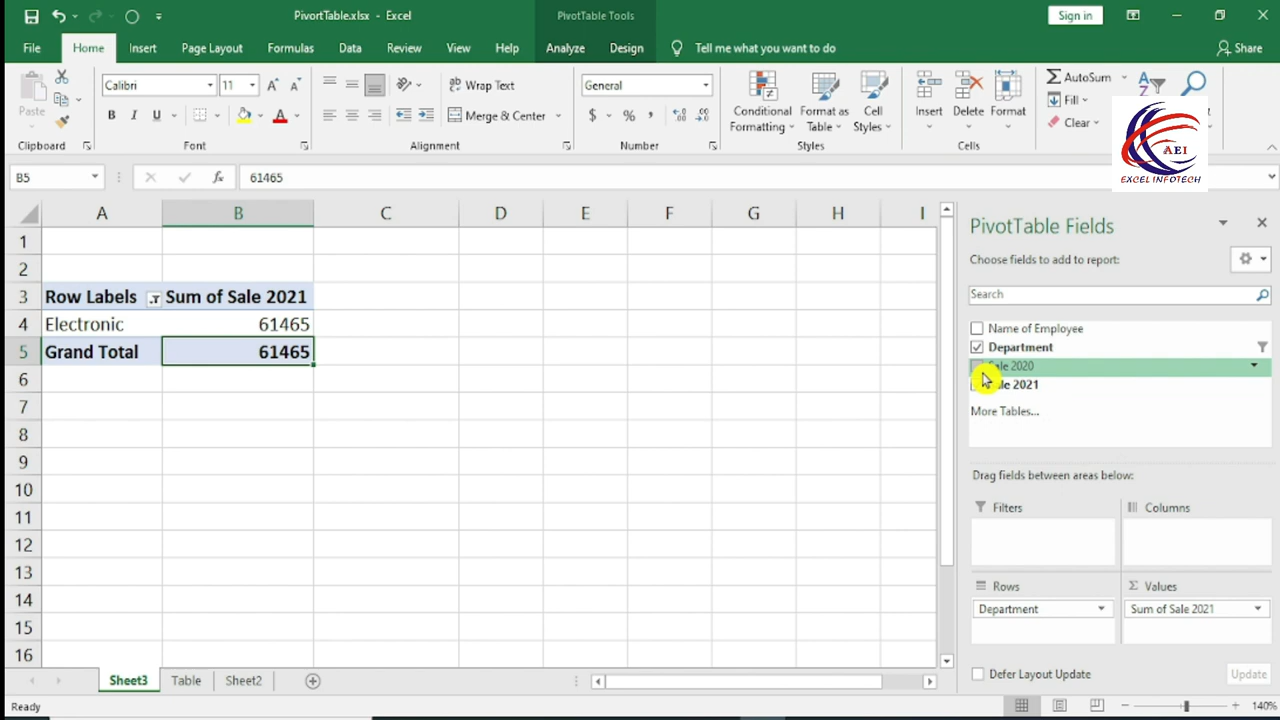 PivortTable.xlsx - Excel
PivotTable Tools
Sign in
File Home Insert Page Layout Formulas Data Review View Help Analyze Design Tell me what you want to do Share
Paste
Calibri 11
B I U
A
Wrap Text
Merge & Center
General
$ % ,
Conditional Formatting
Format as Table
Cell Styles
Insert Delete Format
AutoSum
Fill
Clear
Clipboard Font Alignment Number Styles Cells
AEI
EXCEL INFOTECH
B5 fx 61465
A B C D E F G H I
1
2
3 Row Labels Sum of Sale 2021
4 Electronic 61465
5 Grand Total 61465
6
7
8
9
10
11
12
13
14
15
16
PivotTable Fields
Choose fields to add to report:
Search
Name of Employee
Department
2020
2021
More Tables...
Drag fields between areas below:
Filters Columns
Rows Σ Values
Department Sum of Sale 2021
Defer Layout Update Update
Sheet3 Table Sheet2
Ready 140%